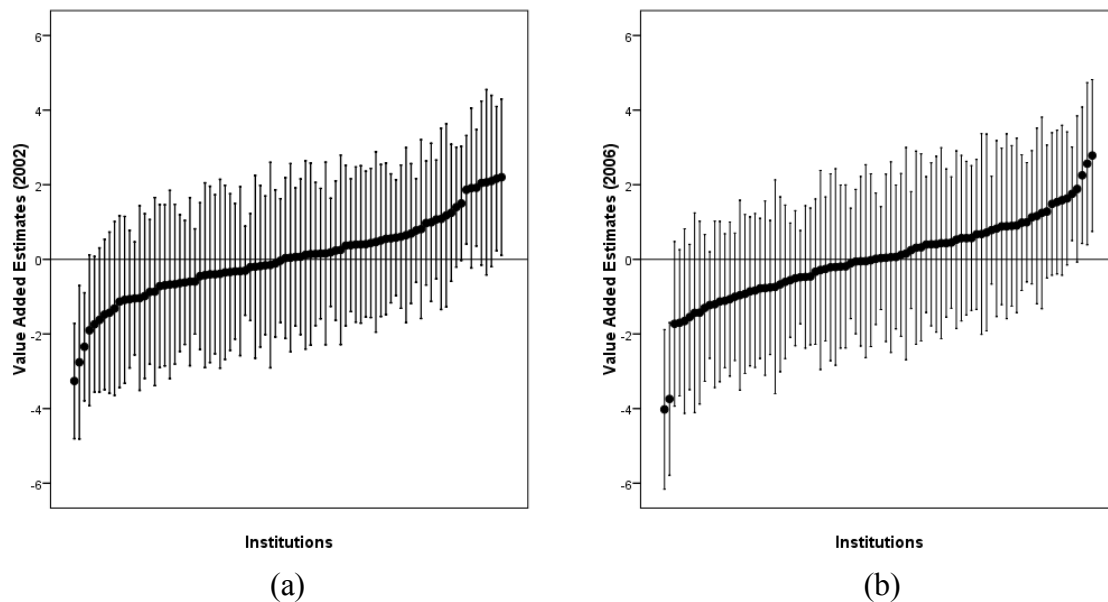 Value Added Estimates (2002)
6
4
2
0
-2
-4
-6
Institutions
(a)
Value Added Estimates (2006)
6
4
2
0
-2
-4
-6
Institutions
(b)